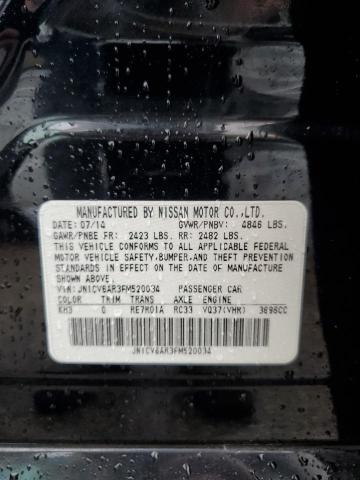 MANUFACTURED BY NISSAN MOTOR CO.,LTD.
DATE: 07/14 GVWR/PNBV: 4846 LBS.
GAWR/PNBE FR: 2423 LBS. RR: 2482 LBS.
THIS VEHICLE CONFORMS TO ALL APPLICABLE FEDERAL
MOTOR VEHICLE SAFETY,BUMPER,AND THEFT PREVENTION
STANDARDS IN EFFECT ON THE DATE OF MANUFACTURE
SHOWN ABOVE.
VIN: JN1CV6AR3FM520034 PASSENGER CAR
COLOR TRIM TRANS AXLE ENGINE
KH3 G RE7R01A RC33 VQ37(VHR) 3696CC
JN1CV6AR3FM520034